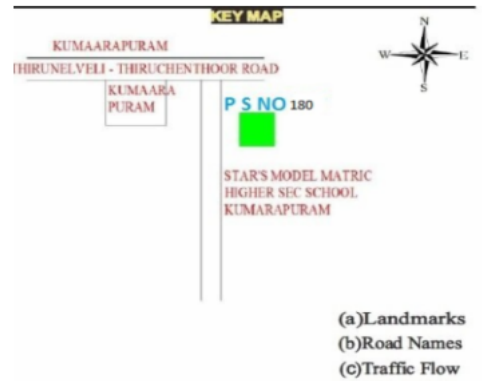 KEY MAP
N
W
E
S
KUMAARAPURAM
THIRUNELVELI - THIRUCHENTHOOR ROAD
KUMAARA
PURAM
P S NO 180
STAR'S MODEL MATRIC
HIGHER SEC SCHOOL
KUMARAPURAM
(a)Landmarks
(b)Road Names
(c)Traffic Flow